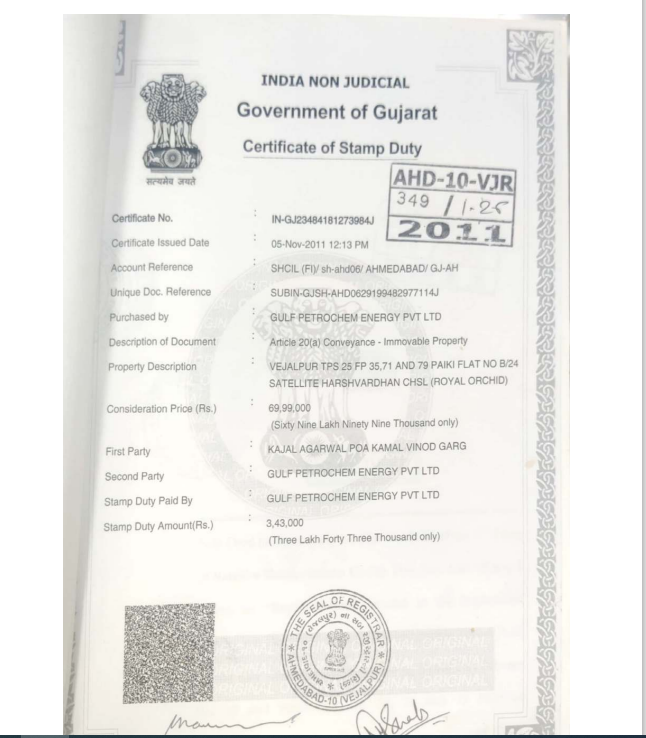 INDIA NON JUDICIAL
Government of Gujarat
Certificate of Stamp Duty
सत्यमेव जयते
AHD-10-VJR
349 / 1-25
2011
Certificate No. : IN-GJ23484181273984J
Certificate Issued Date : 05-Nov-2011 12:13 PM
Account Reference : SHCIL (FI)/ sh-ahd06/ AHMEDABAD/ GJ-AH
Unique Doc. Reference : SUBIN-GJSH-AHD0629199482977114J
Purchased by : GULF PETROCHEM ENERGY PVT LTD
Description of Document : Article 20(a) Conveyance - Immovable Property
Property Description : VEJALPUR TPS 25 FP 35,71 AND 79 PAIKI FLAT NO B/24
SATELLITE HARSHVARDHAN CHSL (ROYAL ORCHID)
Consideration Price (Rs.) : 69,99,000
(Sixty Nine Lakh Ninety Nine Thousand only)
First Party : KAJAL AGARWAL POA KAMAL VINOD GARG
Second Party : GULF PETROCHEM ENERGY PVT LTD
Stamp Duty Paid By : GULF PETROCHEM ENERGY PVT LTD
Stamp Duty Amount(Rs.) : 3,43,000
(Three Lakh Forty Three Thousand only)
THE SEAL OF REGISTRAR
AHMEDABAD-10 (VEJALPUR)
ORIGINAL